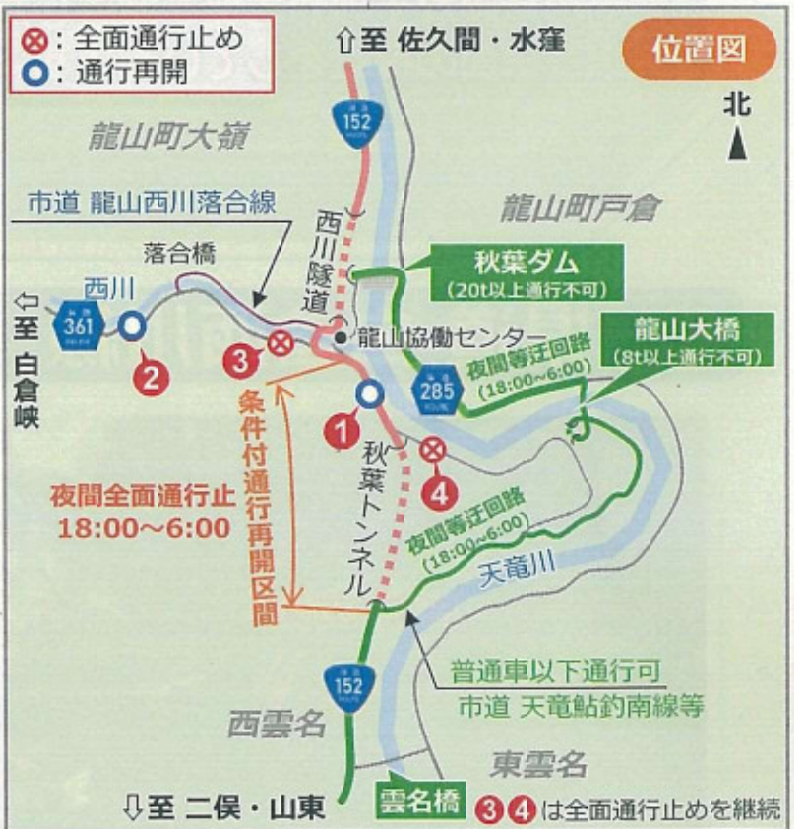 ：全面通行止め
：通行再開
⇧至 佐久間・水窪
位置図
北
152
龍山町大嶺
市道 龍山西川落合線
龍山町戸倉
西川隧道
落合橋
秋葉ダム
(20t以上通行不可)
西川
361
⇦至 白倉峡
2
3
龍山協働センター
龍山大橋
(8t以上通行不可)
夜間等迂回路
(18:00~6:00)
285
1
4
条件付通行再開区間
秋葉トンネル
夜間全面通行止
18:00～6:00
夜間等迂回路
(18:00~6:00)
天竜川
普通車以下通行可
市道 天竜鮎釣南線等
152
西雲名
東雲名
⇩至 二俣・山東
雲名橋
3 4 は全面通行止めを継続